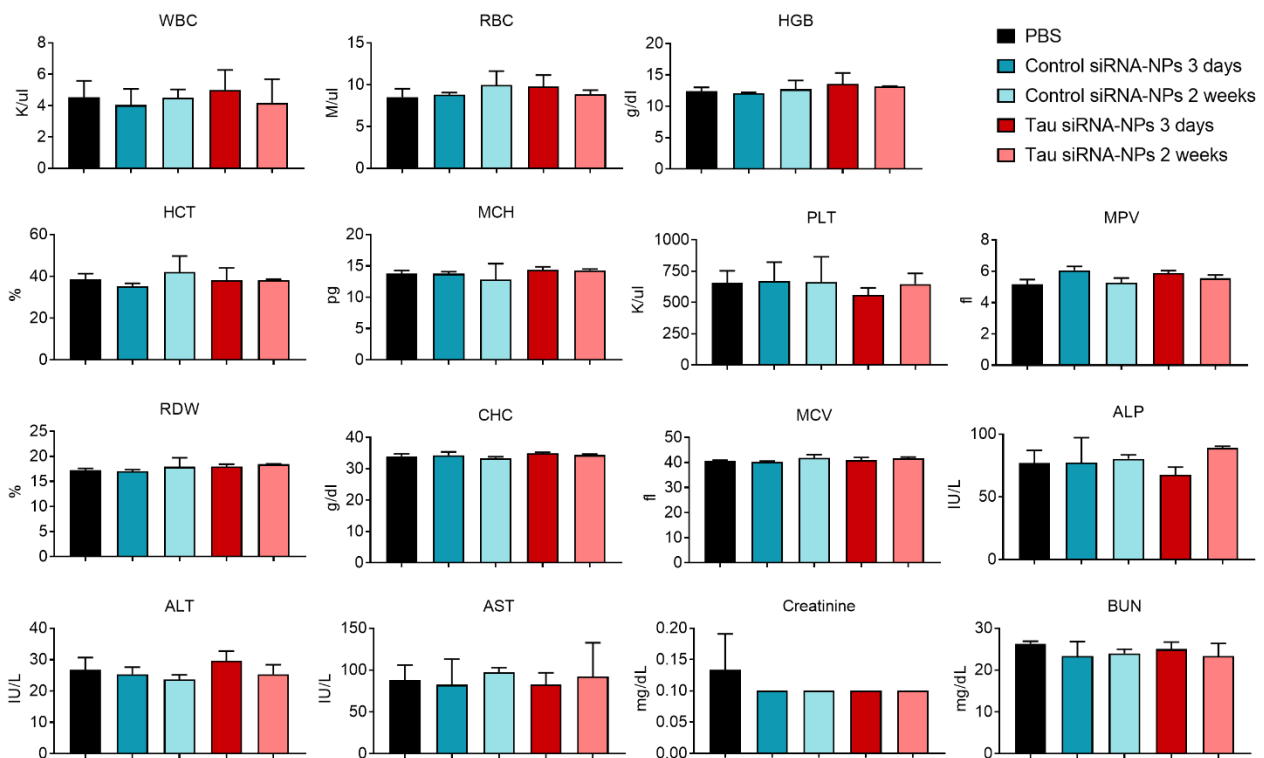 WBC
K/ul
8
6
4
2
0
RBC
M/ul
15
10
5
0
HGB
g/dl
20
15
10
5
0
PBS
Control siRNA-NPs 3 days
Control siRNA-NPs 2 weeks
Tau siRNA-NPs 3 days
Tau siRNA-NPs 2 weeks
HCT
%
60
40
20
0
MCH
pg
20
15
10
5
0
PLT
K/ul
1000
750
500
250
0
MPV
fl
8
6
4
2
0
RDW
%
25
20
15
10
5
0
CHC
g/dl
40
30
20
10
0
MCV
fl
50
40
30
20
10
0
ALP
IU/L
100
50
0
ALT
IU/L
40
30
20
10
0
AST
IU/L
150
100
50
0
Creatinine
mg/dL
0.20
0.15
0.10
0.05
0.00
BUN
mg/dL
30
20
10
0